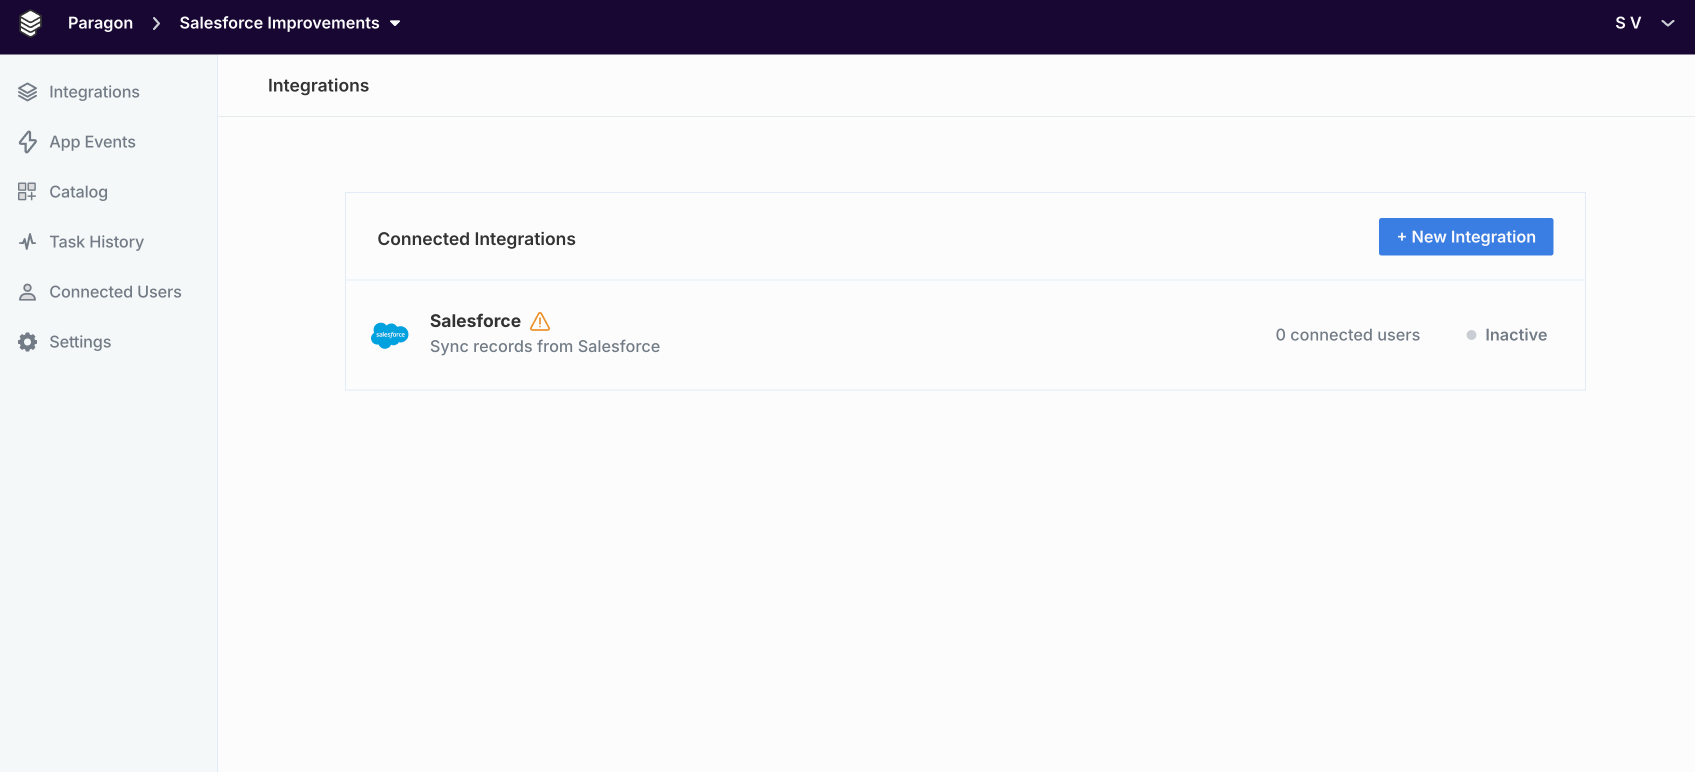 Paragon
Salesforce Improvements
S V
Integrations
App Events
Catalog
Task History
Connected Users
Settings
Integrations
Connected Integrations
+ New Integration
salesforce
Salesforce
Sync records from Salesforce
0 connected users
Inactive